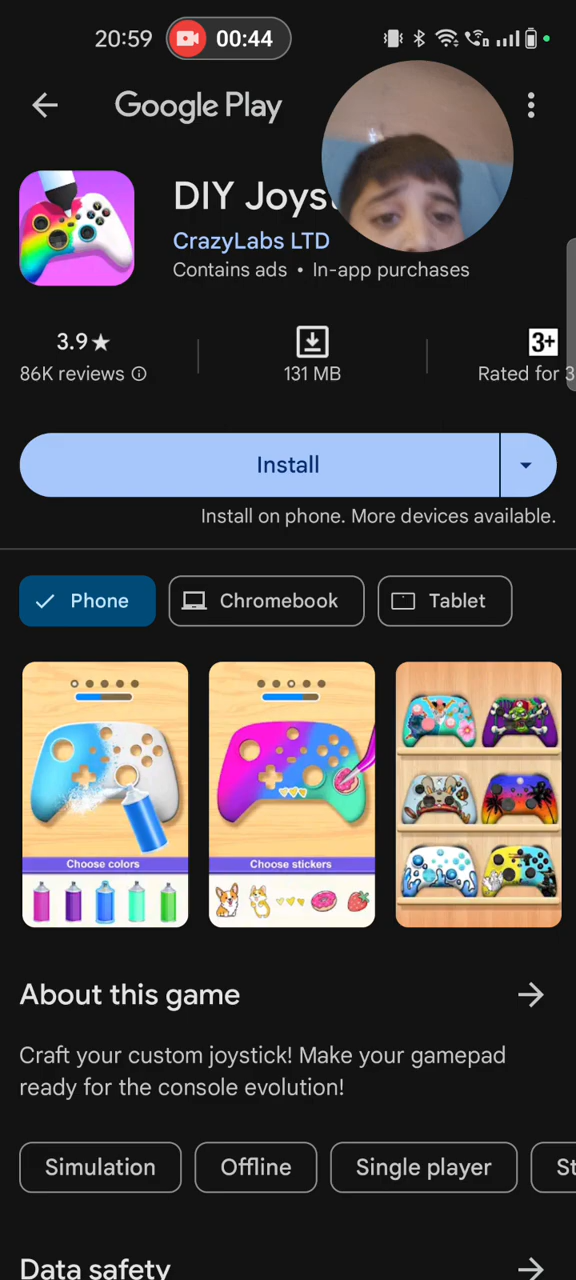 20:59
00:44
Google Play
DIY Joys
CrazyLabs LTD
Contains ads • In-app purchases
3.9★
86K reviews
131 MB
3+
Rated for 3
Install
Install on phone. More devices available.
Phone
Chromebook
Tablet
Choose colors
Choose stickers
About this game
Craft your custom joystick! Make your gamepad
ready for the console evolution!
Simulation
Offline
Single player
St
Data safety